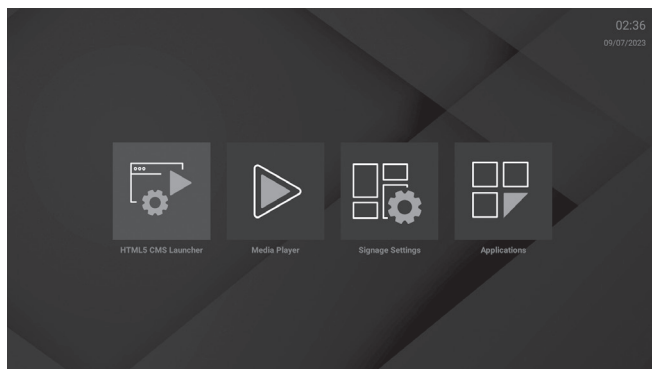 02:36
09/07/2023
HTML5 CMS Launcher
Media Player
Signage Settings
Applications